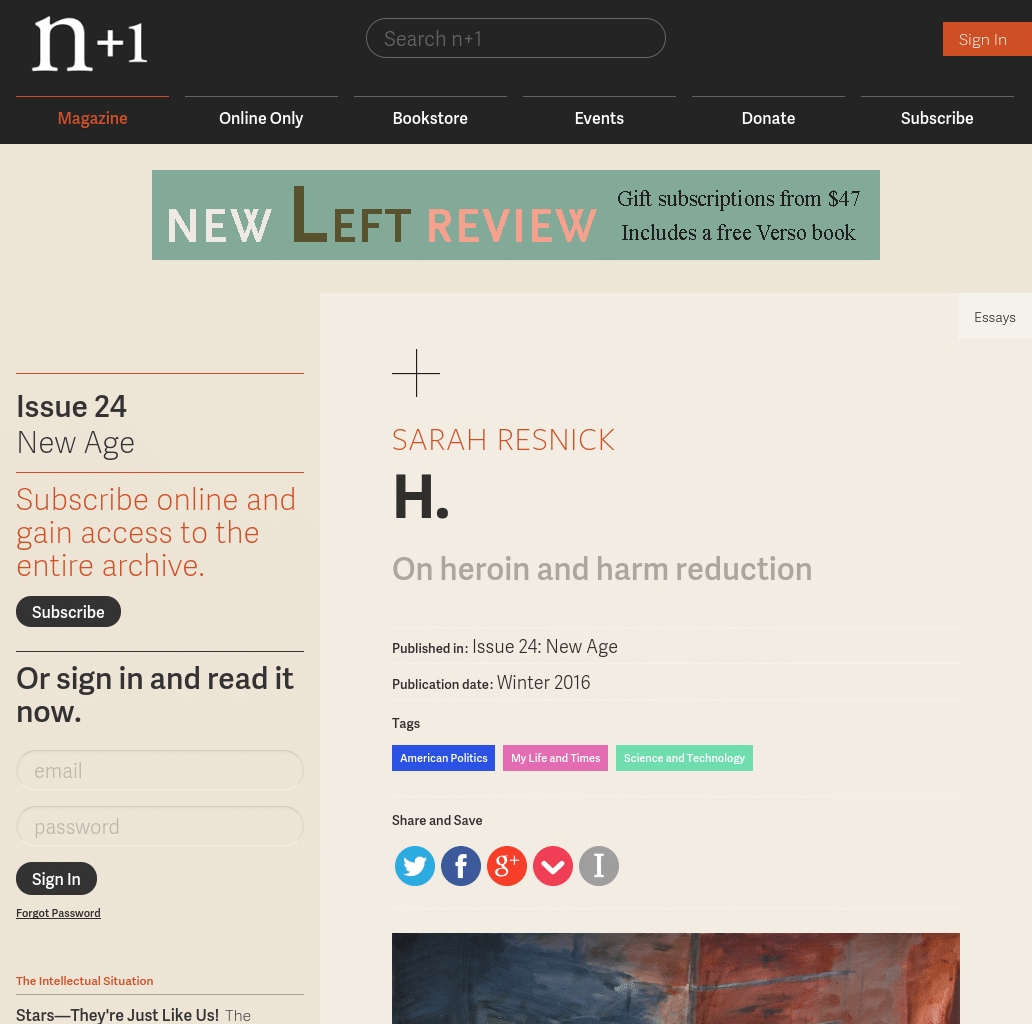 n+1
Search n+1
Sign In
Magazine
Online Only
Bookstore
Events
Donate
Subscribe
NEW LEFT REVIEW
Gift subscriptions from $47
Includes a free Verso book
Essays
Issue 24
New Age
Subscribe online and
gain access to the
entire archive.
Subscribe
Or sign in and read it
now.
email
password
Sign In
Forgot Password
The Intellectual Situation
Stars—They're Just Like Us! The
SARAH RESNICK
H.
On heroin and harm reduction
Published in: Issue 24: New Age
Publication date: Winter 2016
Tags
American Politics
My Life and Times
Science and Technology
Share and Save
f
g+
I